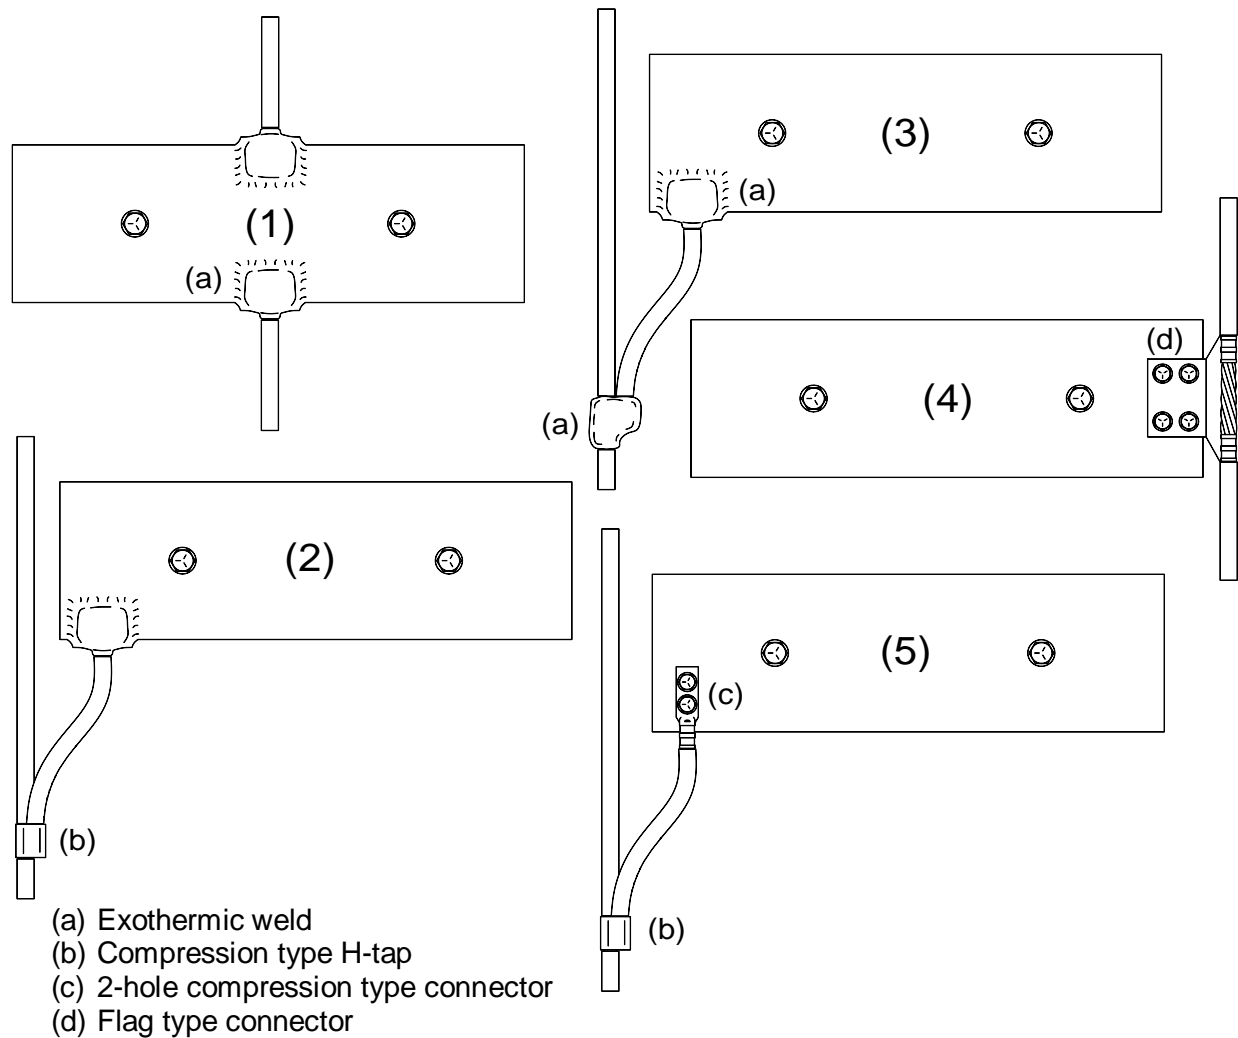 (3)
(a)
(1)
(a)
(d)
(4)
(a)
(2)
(5)
(c)
(b)
(b)
(a) Exothermic weld
(b) Compression type H-tap
(c) 2-hole compression type connector
(d) Flag type connector